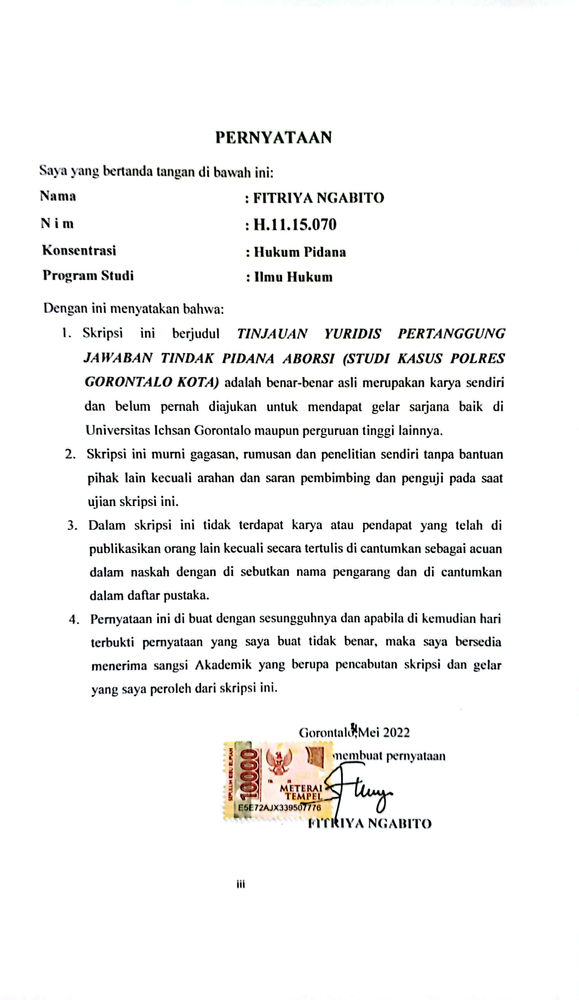 PERNYATAAN
Saya yang bertanda tangan di bawah ini:
Nama : FITRIYA NGABITO
N i m : H.11.15.070
Konsentrasi : Hukum Pidana
Program Studi : Ilmu Hukum
Dengan ini menyatakan bahwa:
1. Skripsi ini berjudul TINJAUAN YURIDIS PERTANGGUNG
JAWABAN TINDAK PIDANA ABORSI (STUDI KASUS POLRES
GORONTALO KOTA) adalah benar-benar asli merupakan karya sendiri
dan belum pernah diajukan untuk mendapat gelar sarjana baik di
Universitas Ichsan Gorontalo maupun perguruan tinggi lainnya.
2. Skripsi ini murni gagasan, rumusan dan penelitian sendiri tanpa bantuan
pihak lain kecuali arahan dan saran pembimbing dan penguji pada saat
ujian skripsi ini.
3. Dalam skripsi ini tidak terdapat karya atau pendapat yang telah di
publikasikan orang lain kecuali secara tertulis di cantumkan sebagai acuan
dalam naskah dengan di sebutkan nama pengarang dan di cantumkan
dalam daftar pustaka.
4. Pernyataan ini di buat dengan sesungguhnya dan apabila di kemudian hari
terbukti pernyataan yang saya buat tidak benar, maka saya bersedia
menerima sangsi Akademik yang berupa pencabutan skripsi dan gelar
yang saya peroleh dari skripsi ini.
Gorontalo, Mei 2022
membuat pernyataan
SEPULUH RIBU RUPIAH
10000
TGL. 20
METERAI
TEMPEL
E5E72AJX339507776
FITRIYA NGABITO
iii